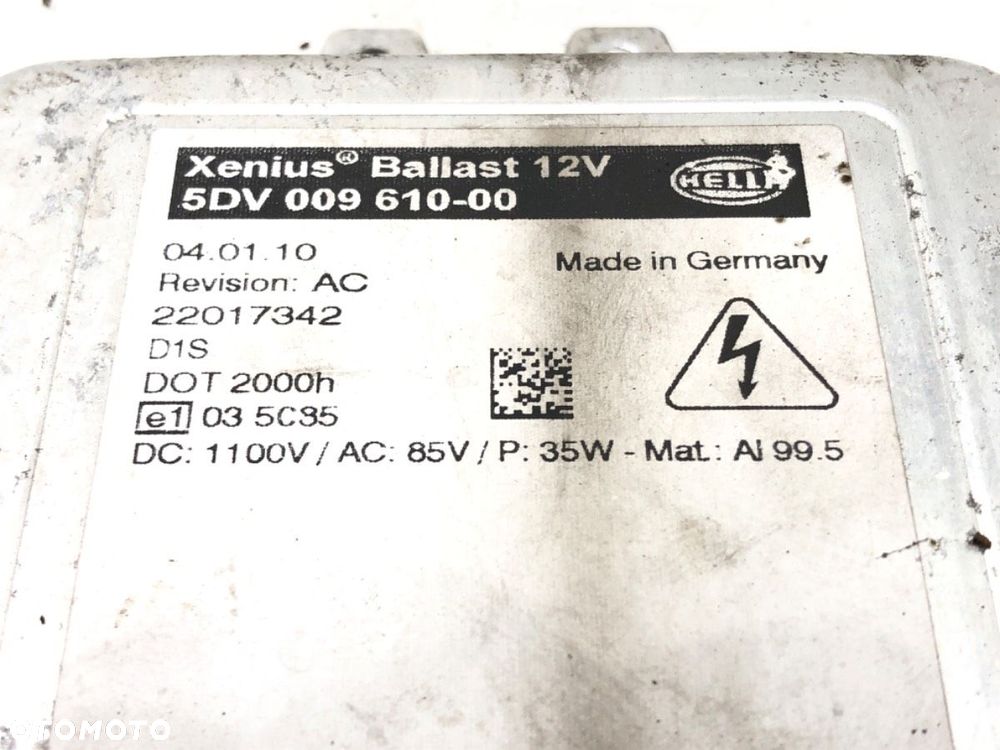 Xenius® Ballast 12V
5DV 009 610-00
HELLA
04.01.10
Made in Germany
Revision: AC
22017342
D1S
DOT 2000h
e1 03 5C35
DC: 1100V / AC: 85V / P: 35W - Mat.: Al 99.5
OTOMOTO